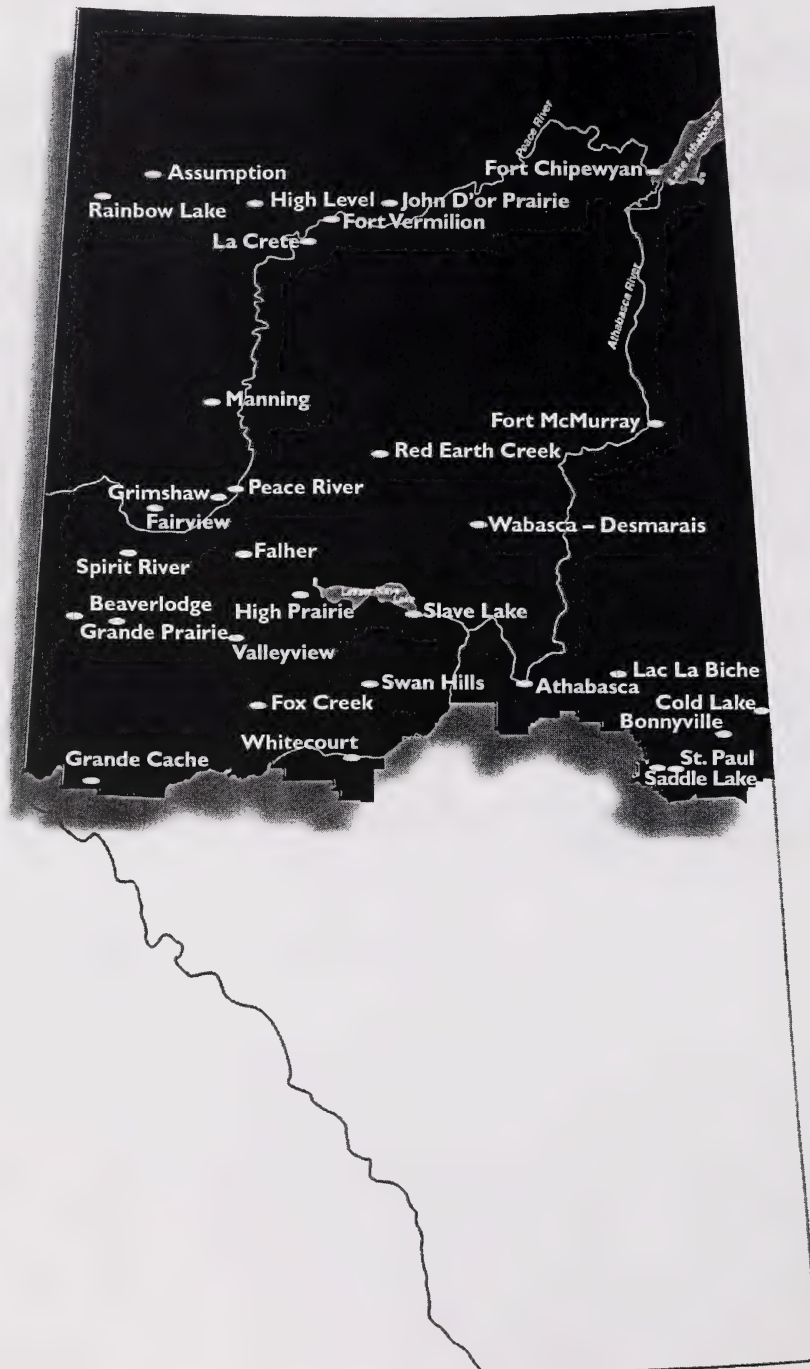 Peace River
Lake Athabasca
Fort Chipewyan
Assumption
Rainbow Lake
High Level
John D'or Prairie
Fort Vermilion
La Crete
Athabasca River
Manning
Fort McMurray
Red Earth Creek
Grimshaw
Peace River
Fairview
Wabasca – Desmarais
Falher
Spirit River
Lesser Slave
Lake
Beaverlodge
High Prairie
Slave Lake
Grande Prairie
Valleyview
Lac La Biche
Swan Hills
Athabasca
Fox Creek
Cold Lake
Bonnyville
Whitecourt
Grande Cache
St. Paul
Saddle Lake